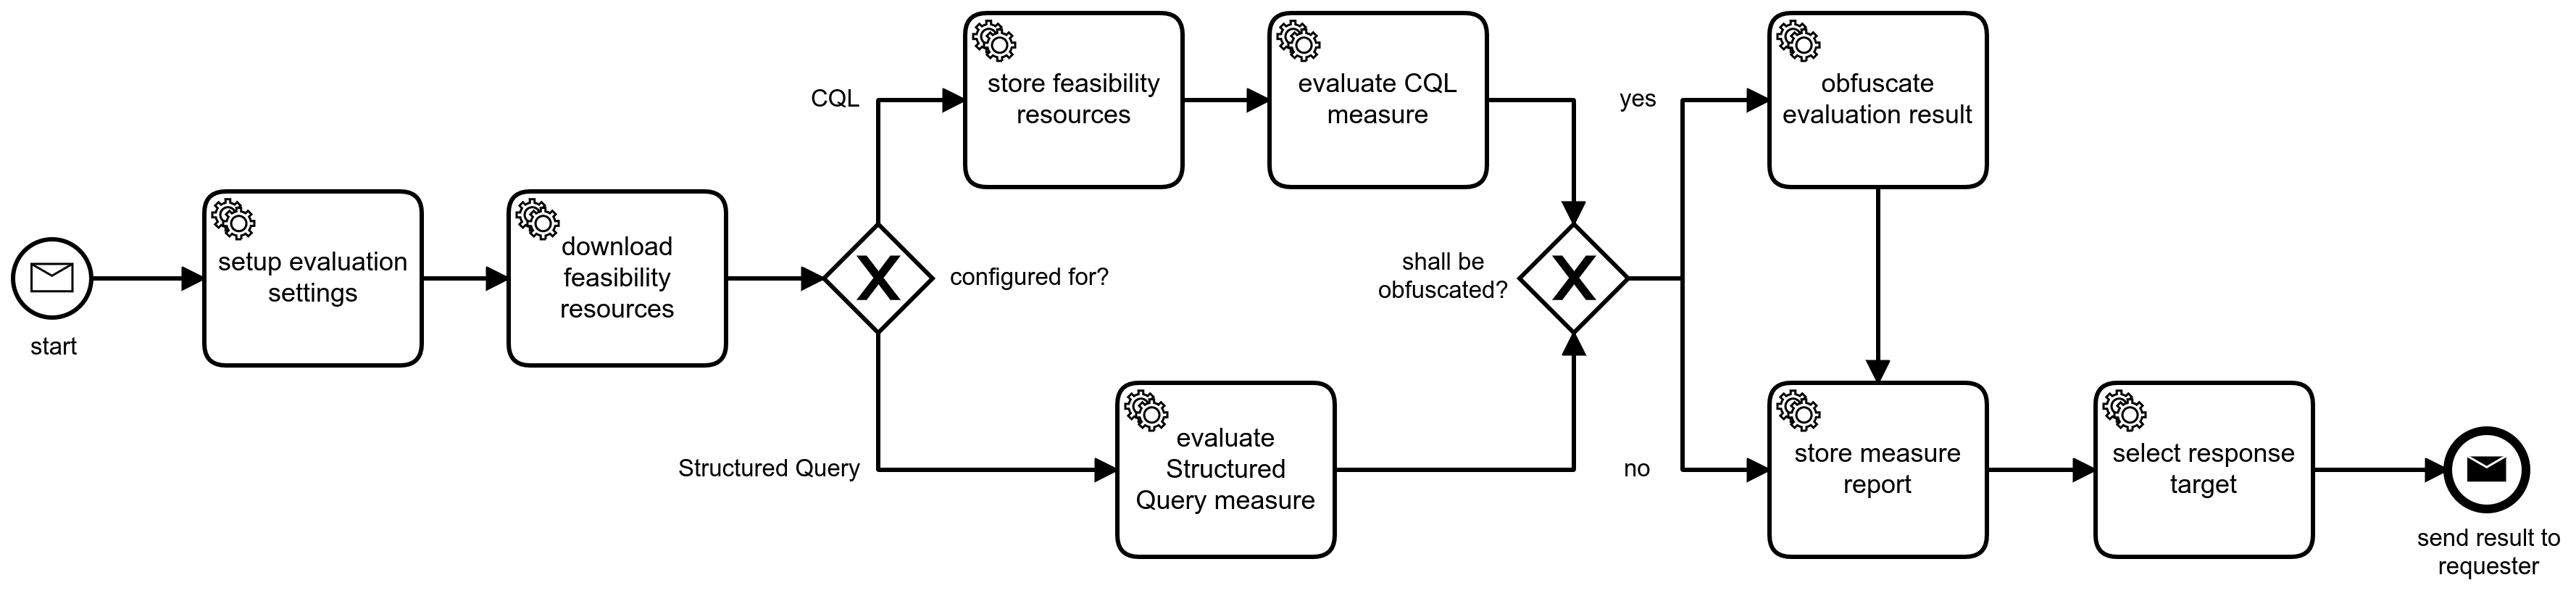 start
setup evaluation
settings
download
feasibility
resources
configured for?
CQL
store feasibility
resources
evaluate CQL
measure
Structured Query
evaluate
Structured
Query measure
shall be
obfuscated?
yes
obfuscate
evaluation result
no
store measure
report
select response
target
send result to
requester